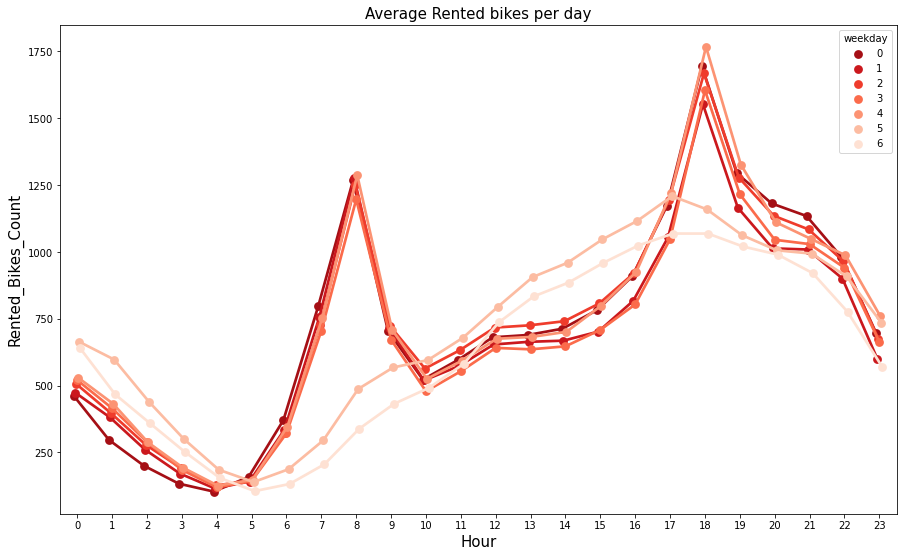 Average Rented bikes per day
Rented_Bikes_Count
1750
1500
1250
1000
750
500
250
weekday
0
1
2
3
4
5
6
0 1 2 3 4 5 6 7 8 9 10 11 12 13 14 15 16 17 18 19 20 21 22 23
Hour